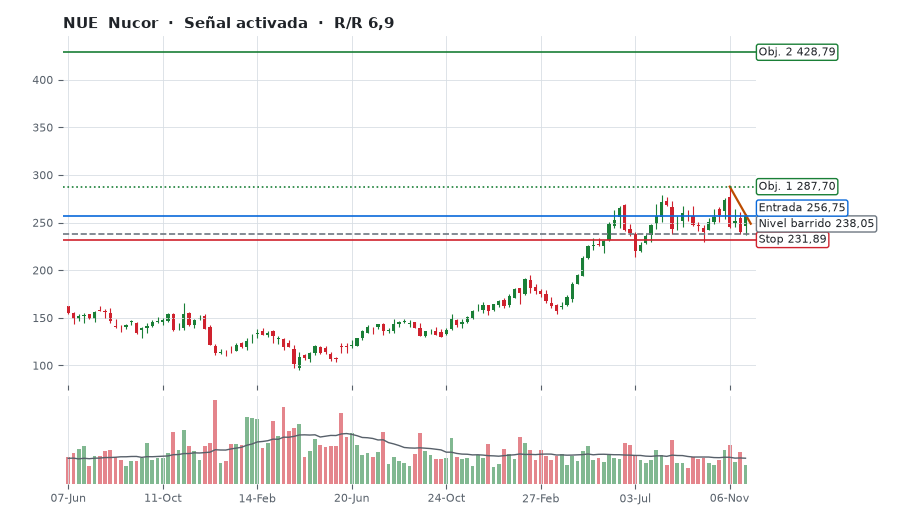 NUE Nucor · Señal activada · R/R 6,9
Obj. 2 428,79
400
350
300
Obj. 1 287,70
Entrada 256,75
250
Nivel barrido 238,05
Stop 231,89
200
150
100
07-Jun
11-Oct
14-Feb
20-Jun
24-Oct
27-Feb
03-Jul
06-Nov